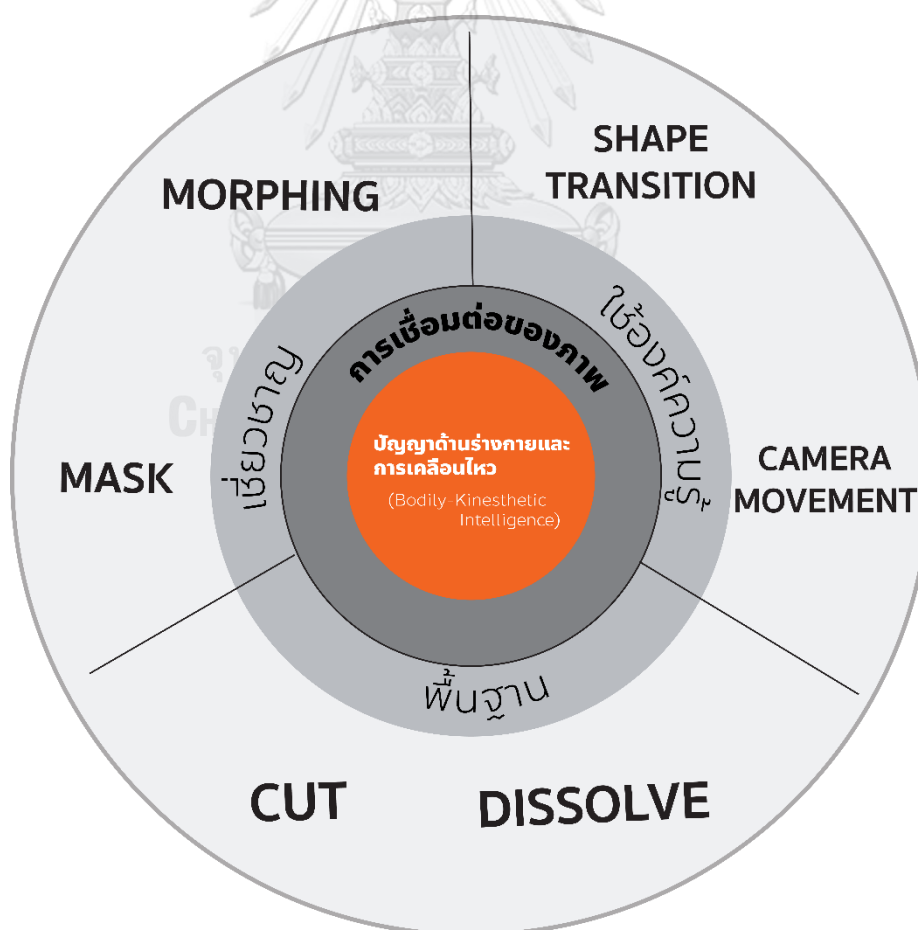 SHAPE
TRANSITION
MORPHING
ใช้องค์ความรู้
การเชื่อมต่อของภาพ
เชี่ยวชาญ
ปัญญาด้านร่างกายและ
การเคลือนไหว
(Bodily-Kinesthetic
Intelligence)
MASK
CAMERA
MOVEMENT
พื้นฐาน
CUT
DISSOLVE